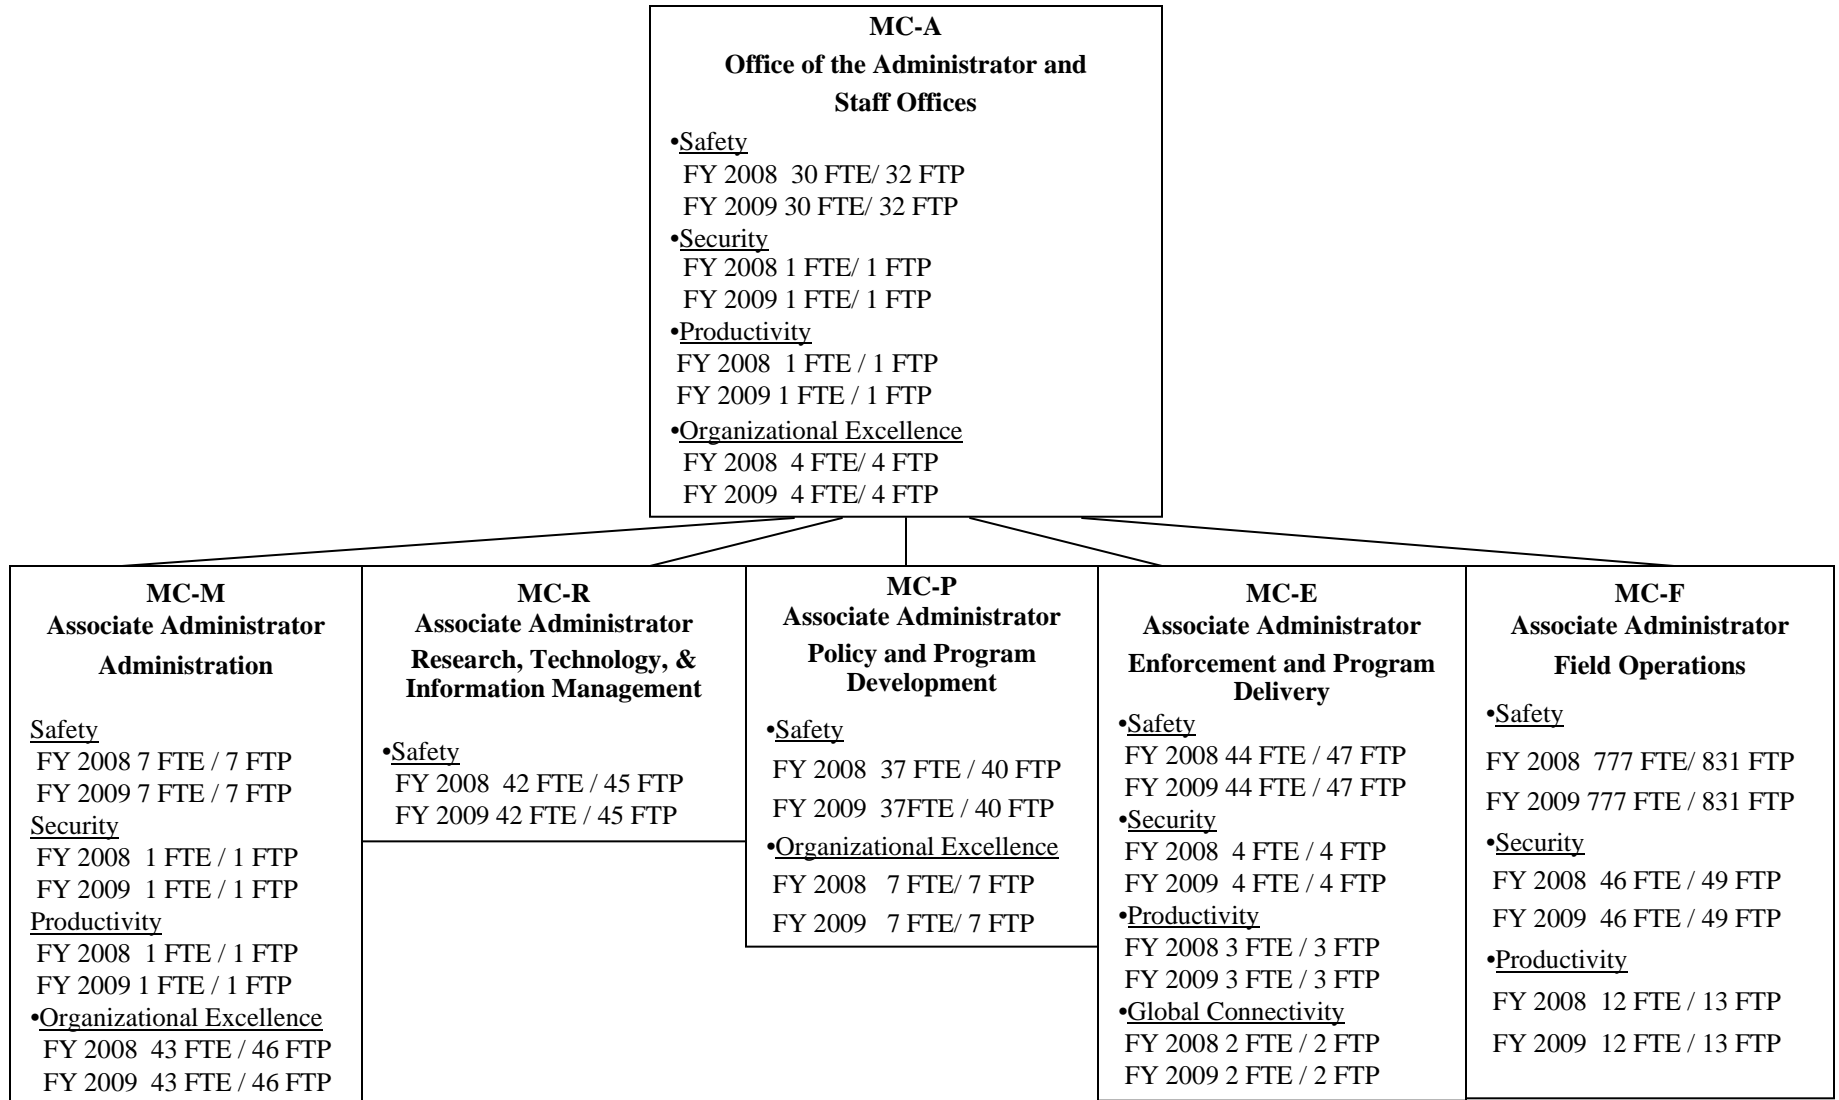 MC-A
Office of the Administrator and
Staff Offices
•Safety
FY 2008  30 FTE/ 32 FTP
FY 2009 30 FTE/ 32 FTP
•Security
FY 2008 1 FTE/ 1 FTP
FY 2009 1 FTE/ 1 FTP
•Productivity
FY 2008  1 FTE / 1 FTP
FY 2009 1 FTE / 1 FTP
•Organizational Excellence
FY 2008  4 FTE/ 4 FTP
FY 2009  4 FTE/ 4 FTP
MC-M
Associate Administrator
Administration
Safety
FY 2008 7 FTE / 7 FTP
FY 2009 7 FTE / 7 FTP
Security
FY 2008  1 FTE / 1 FTP
FY 2009  1 FTE / 1 FTP
Productivity
FY 2008  1 FTE / 1 FTP
FY 2009 1 FTE / 1 FTP
•Organizational Excellence
FY 2008  43 FTE / 46 FTP
FY 2009  43 FTE / 46 FTP
MC-R
Associate Administrator
Research, Technology, &
Information Management
•Safety
FY 2008  42 FTE / 45 FTP
FY 2009 42 FTE / 45 FTP
MC-P
Associate Administrator
Policy and Program
Development
•Safety
FY 2008  37 FTE / 40 FTP
FY 2009  37FTE / 40 FTP
•Organizational Excellence
FY 2008   7 FTE/ 7 FTP
FY 2009   7 FTE/ 7 FTP
MC-E
Associate Administrator
Enforcement and Program
Delivery
•Safety
FY 2008 44 FTE / 47 FTP
FY 2009 44 FTE / 47 FTP
•Security
FY 2008  4 FTE / 4 FTP
FY 2009  4 FTE / 4 FTP
•Productivity
FY 2008 3 FTE / 3 FTP
FY 2009 3 FTE / 3 FTP
•Global Connectivity
FY 2008 2 FTE / 2 FTP
FY 2009 2 FTE / 2 FTP
MC-F
Associate Administrator
Field Operations
•Safety
FY 2008  777 FTE/ 831 FTP
FY 2009 777 FTE / 831 FTP
•Security
FY 2008  46 FTE / 49 FTP
FY 2009  46 FTE / 49 FTP
•Productivity
FY 2008  12 FTE / 13 FTP
FY 2009  12 FTE / 13 FTP